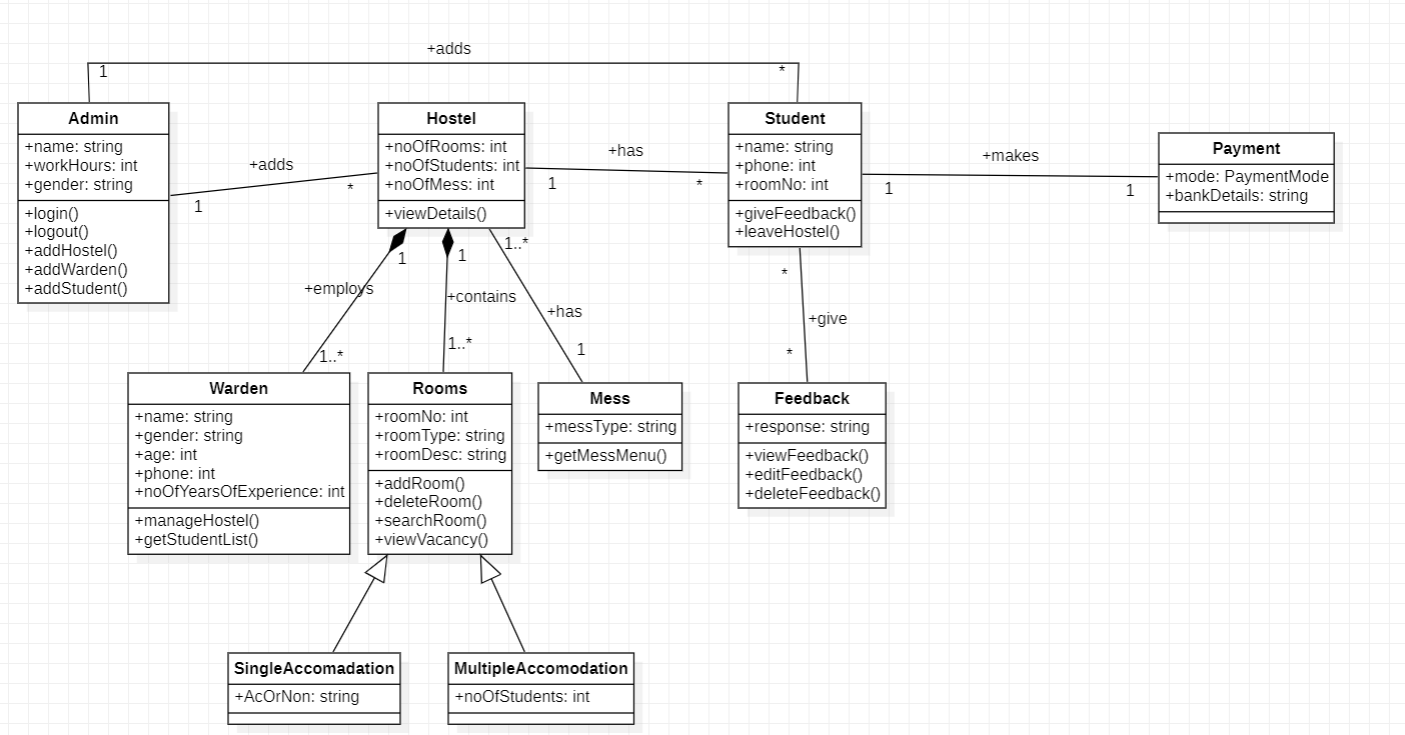 +adds
1
*
Admin
+name: string
+workHours: int
+gender: string
+login()
+logout()
+addHostel()
+addWarden()
+addStudent()
+adds
1
*
Hostel
+noOfRooms: int
+noOfStudents: int
+noOfMess: int
+viewDetails()
+has
1
*
Student
+name: string
+phone: int
+roomNo: int
+giveFeedback()
+leaveHostel()
+makes
1
1
Payment
+mode: PaymentMode
+bankDetails: string
1
+employs
1..*
1
+contains
1..*
1..*
+has
1
*
+give
*
Warden
+name: string
+gender: string
+age: int
+phone: int
+noOfYearsOfExperience: int
+manageHostel()
+getStudentList()
Rooms
+roomNo: int
+roomType: string
+roomDesc: string
+addRoom()
+deleteRoom()
+searchRoom()
+viewVacancy()
Mess
+messType: string
+getMessMenu()
Feedback
+response: string
+viewFeedback()
+editFeedback()
+deleteFeedback()
SingleAccomadation
+AcOrNon: string
MultipleAccomodation
+noOfStudents: int